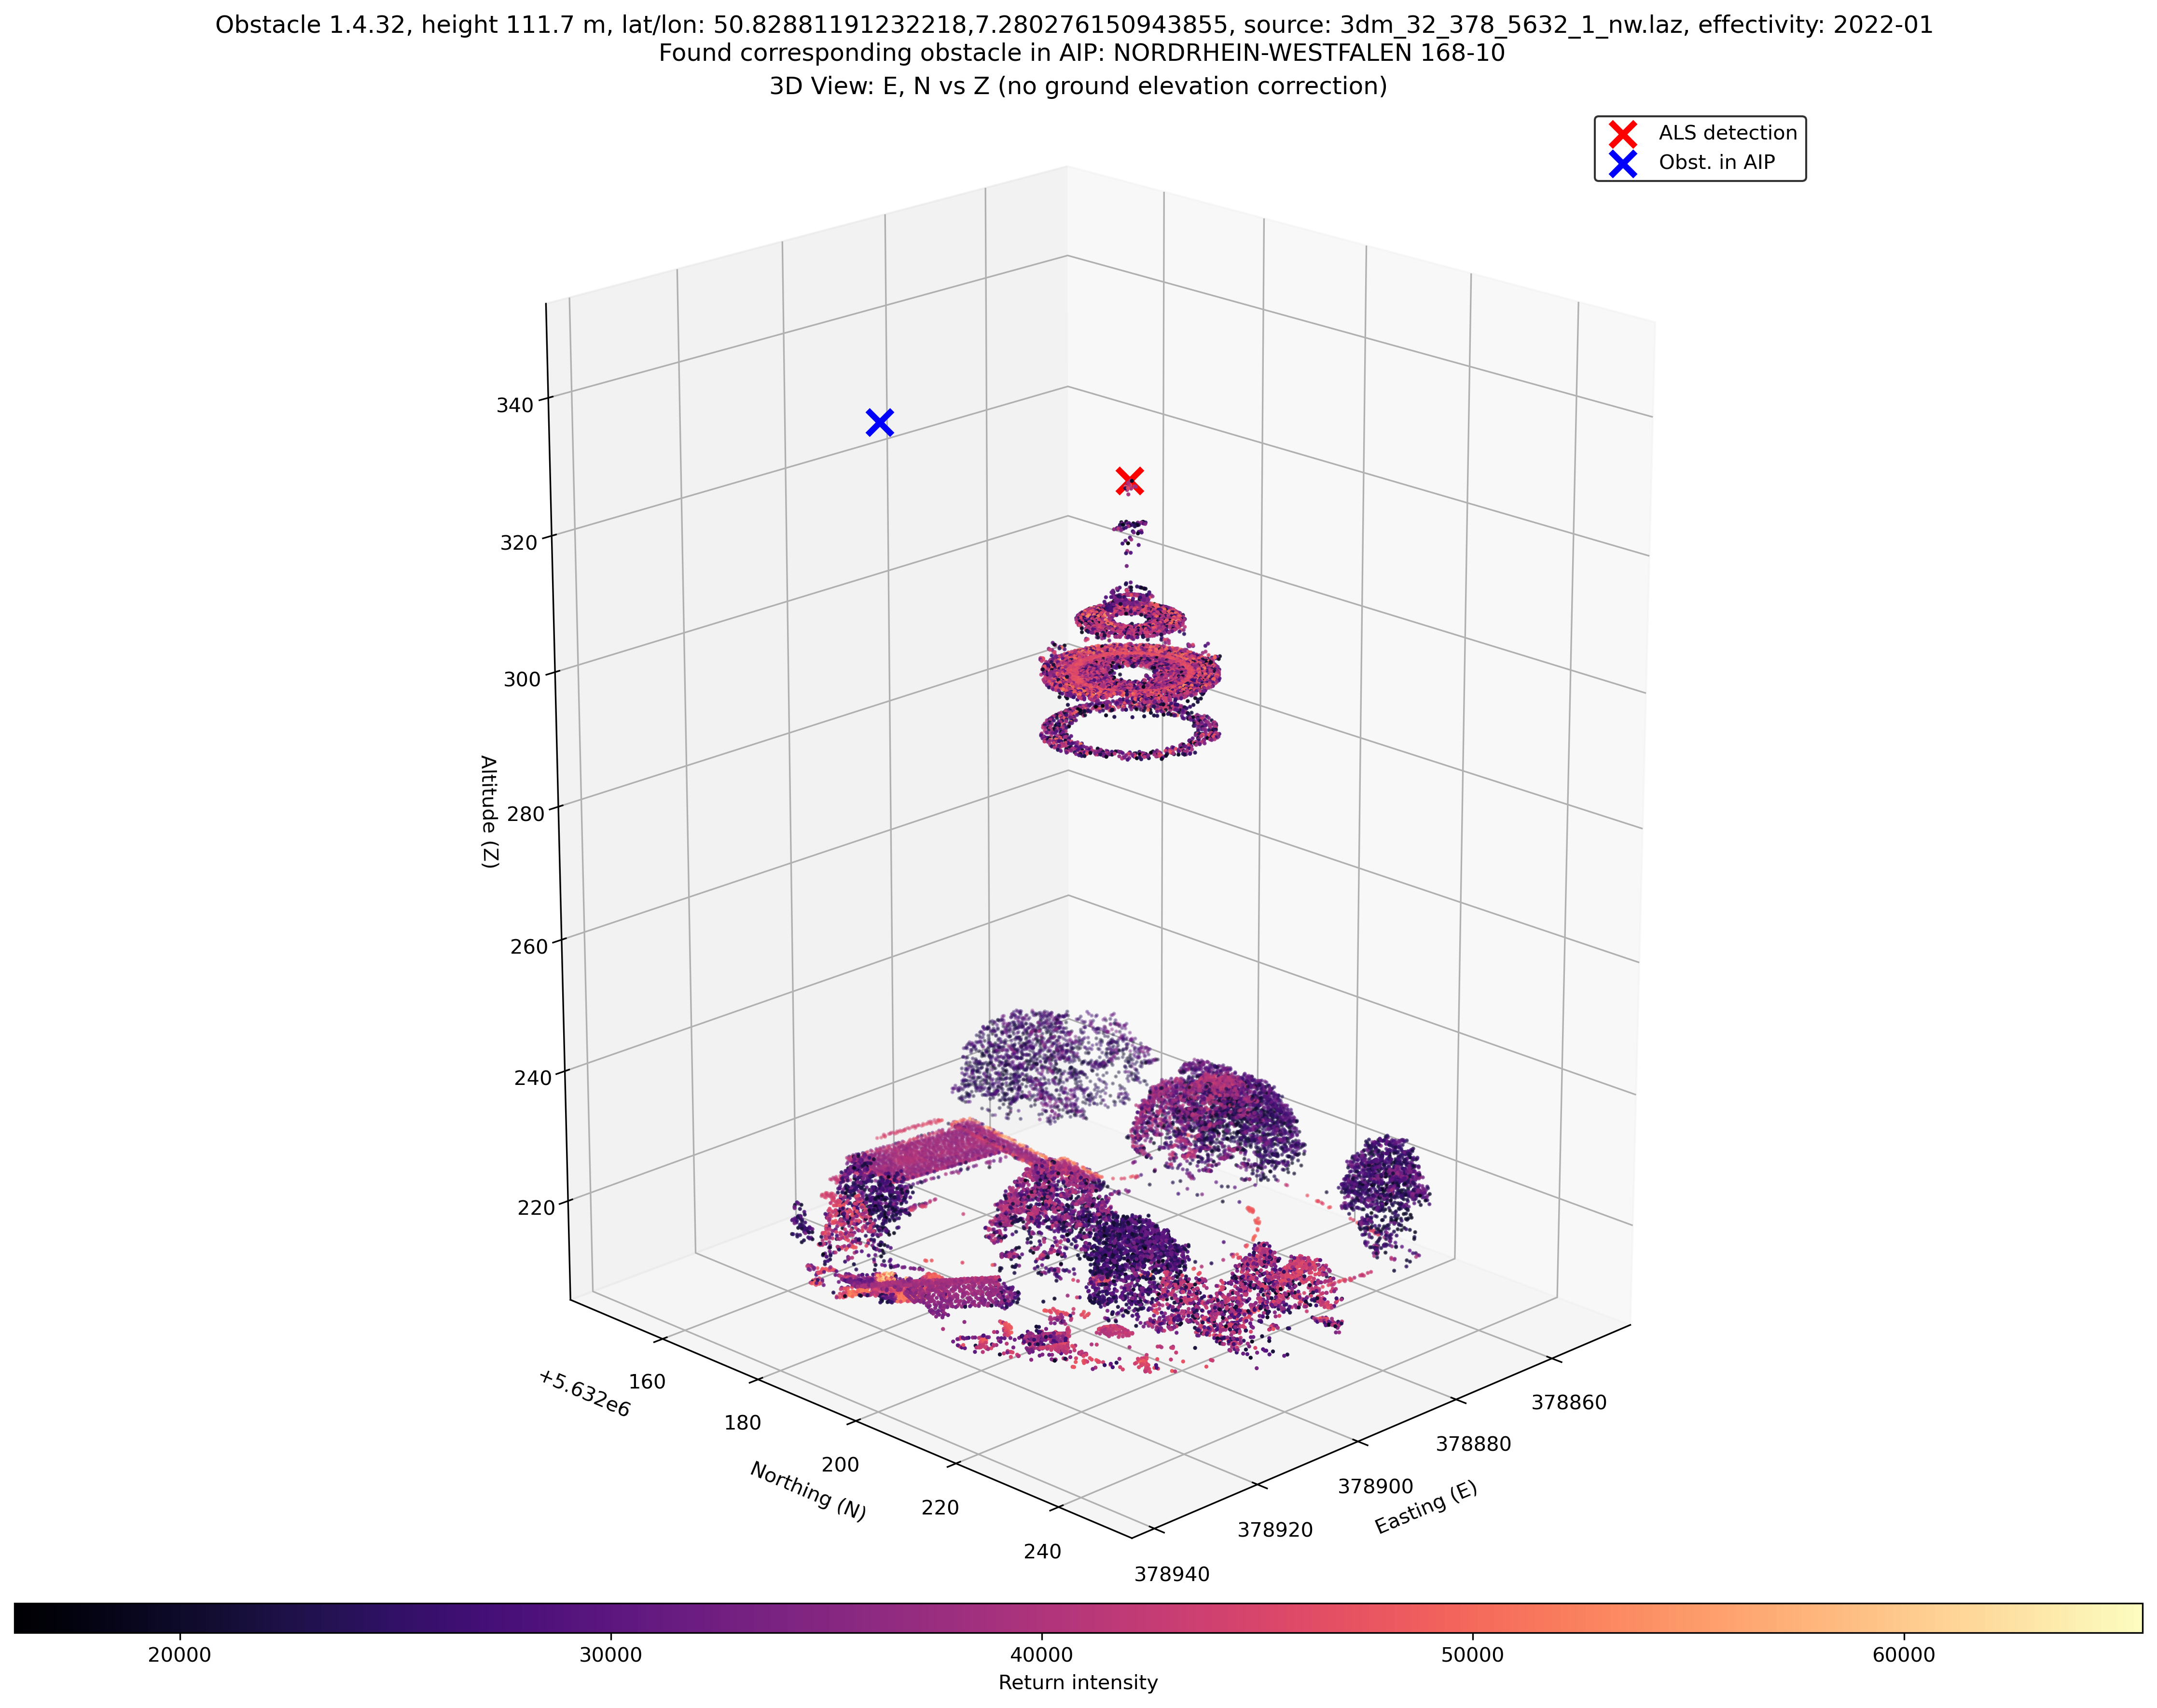 Obstacle 1.4.32, height 111.7 m, lat/lon: 50.82881191232218,7.280276150943855, source: 3dm_32_378_5632_1_nw.laz, effectivity: 2022-01
Found corresponding obstacle in AIP: NORDRHEIN-WESTFALEN 168-10
3D View: E, N vs Z (no ground elevation correction)
ALS detection
Obst. in AIP
340
320
300
280
260
240
220
Altitude (Z)
+5.632e6
160
180
200
220
240
Northing (N)
378860
378880
378900
378920
378940
Easting (E)
20000
30000
40000
50000
60000
Return intensity